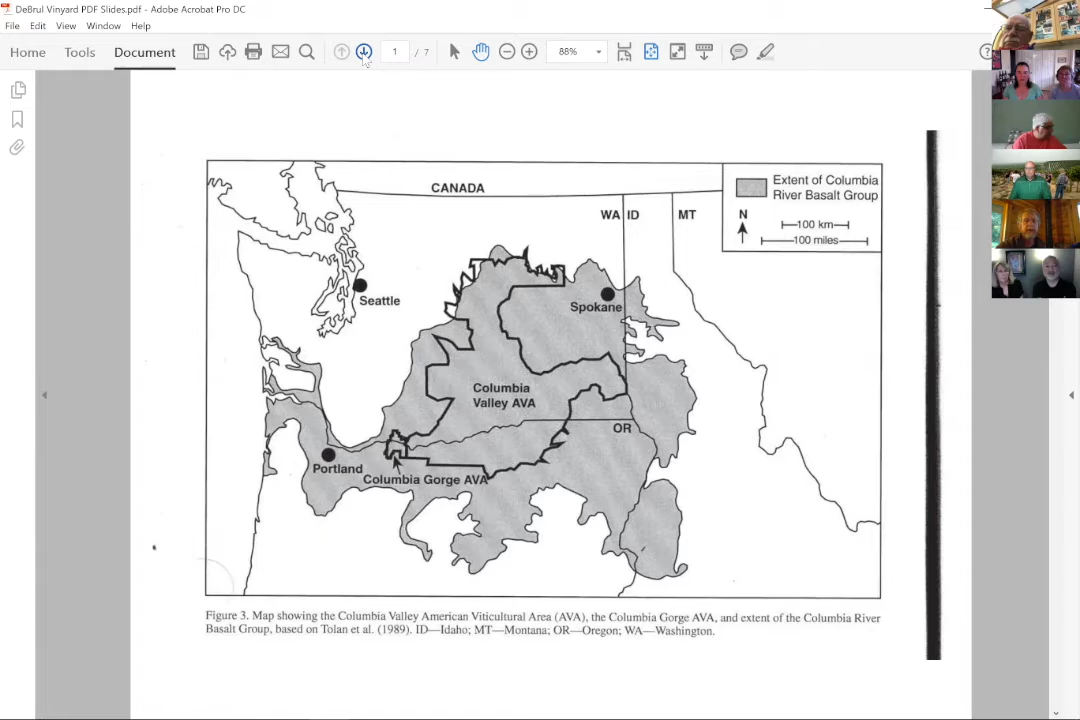 DeBrul Vinyard PDF Slides.pdf - Adobe Acrobat Pro DC
File Edit View Window Help
Home Tools Document 1 / 7 88%
CANADA
Extent of Columbia
River Basalt Group
WA ID MT N
100 km
100 miles
Seattle
Spokane
Columbia
Valley AVA
OR
Portland
Columbia Gorge AVA
Figure 3. Map showing the Columbia Valley American Viticultural Area (AVA), the Columbia Gorge AVA, and extent of the Columbia River
Basalt Group, based on Tolan et al. (1989). ID—Idaho; MT—Montana; OR—Oregon; WA—Washington.